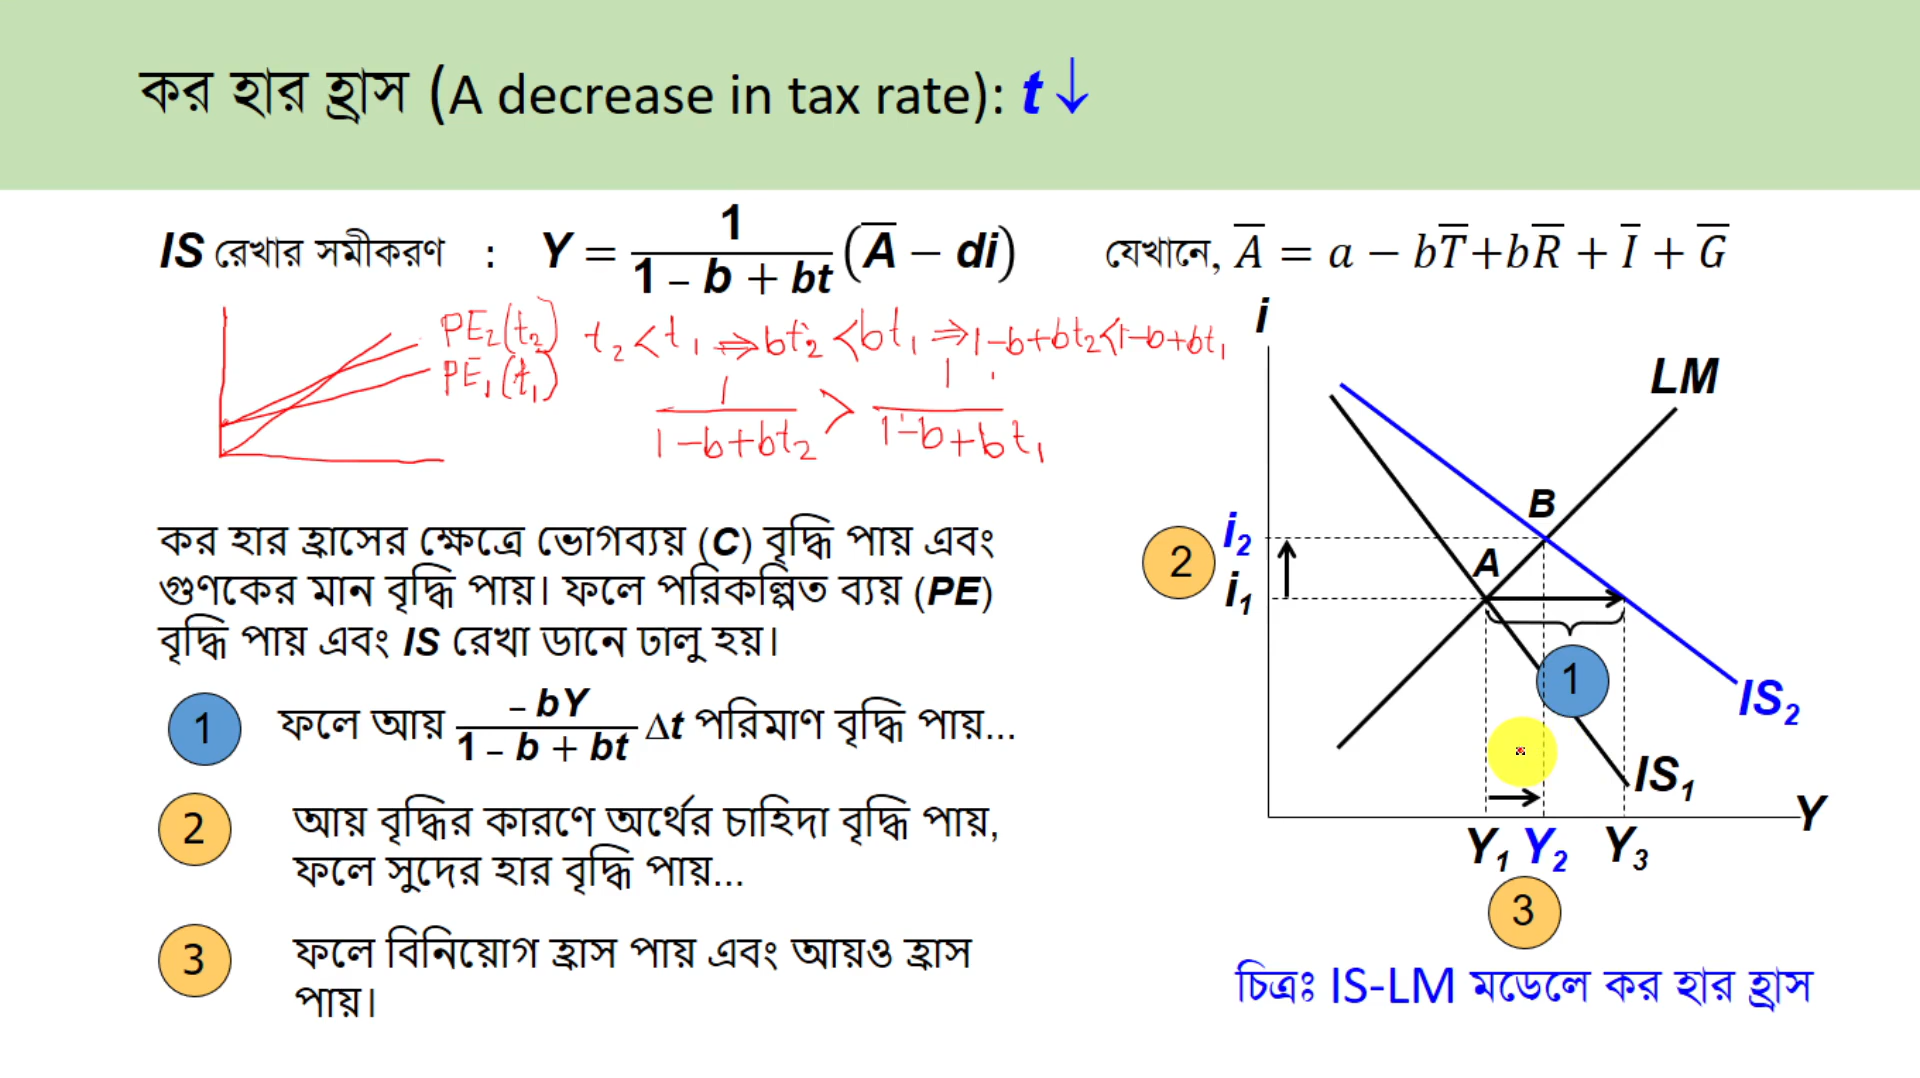 কর হার হ্রাস (A decrease in tax rate): t↓
IS রেখার সমীকরণ : Y = 1/(1 – b + bt) (A̅ – di) যেখানে, A̅ = a − bT̅+bR̅ + I̅ + G̅
PE₂(t₂) t₂ < t₁ ⇒ bt₂ < bt₁ ⇒ 1-b+bt₂ < 1-b+bt₁
PE₁(t₁)
1/(1-b+bt₂) > 1/(1-b+bt₁)
কর হার হ্রাসের ক্ষেত্রে ভোগব্যয় (C) বৃদ্ধি পায় এবং
গুণকের মান বৃদ্ধি পায়। ফলে পরিকল্পিত ব্যয় (PE)
বৃদ্ধি পায় এবং IS রেখা ডানে ঢালু হয়।
1 ফলে আয় – bY/(1 – b + bt) Δt পরিমাণ বৃদ্ধি পায়...
2 আয় বৃদ্ধির কারণে অর্থের চাহিদা বৃদ্ধি পায়,
ফলে সুদের হার বৃদ্ধি পায়...
3 ফলে বিনিয়োগ হ্রাস পায় এবং আয়ও হ্রাস
পায়।
i
LM
B
2 i₂
A
i₁
1
IS₂
IS₁
Y
Y₁ Y₂ Y₃
3
চিত্রঃ IS-LM মডেলে কর হার হ্রাস